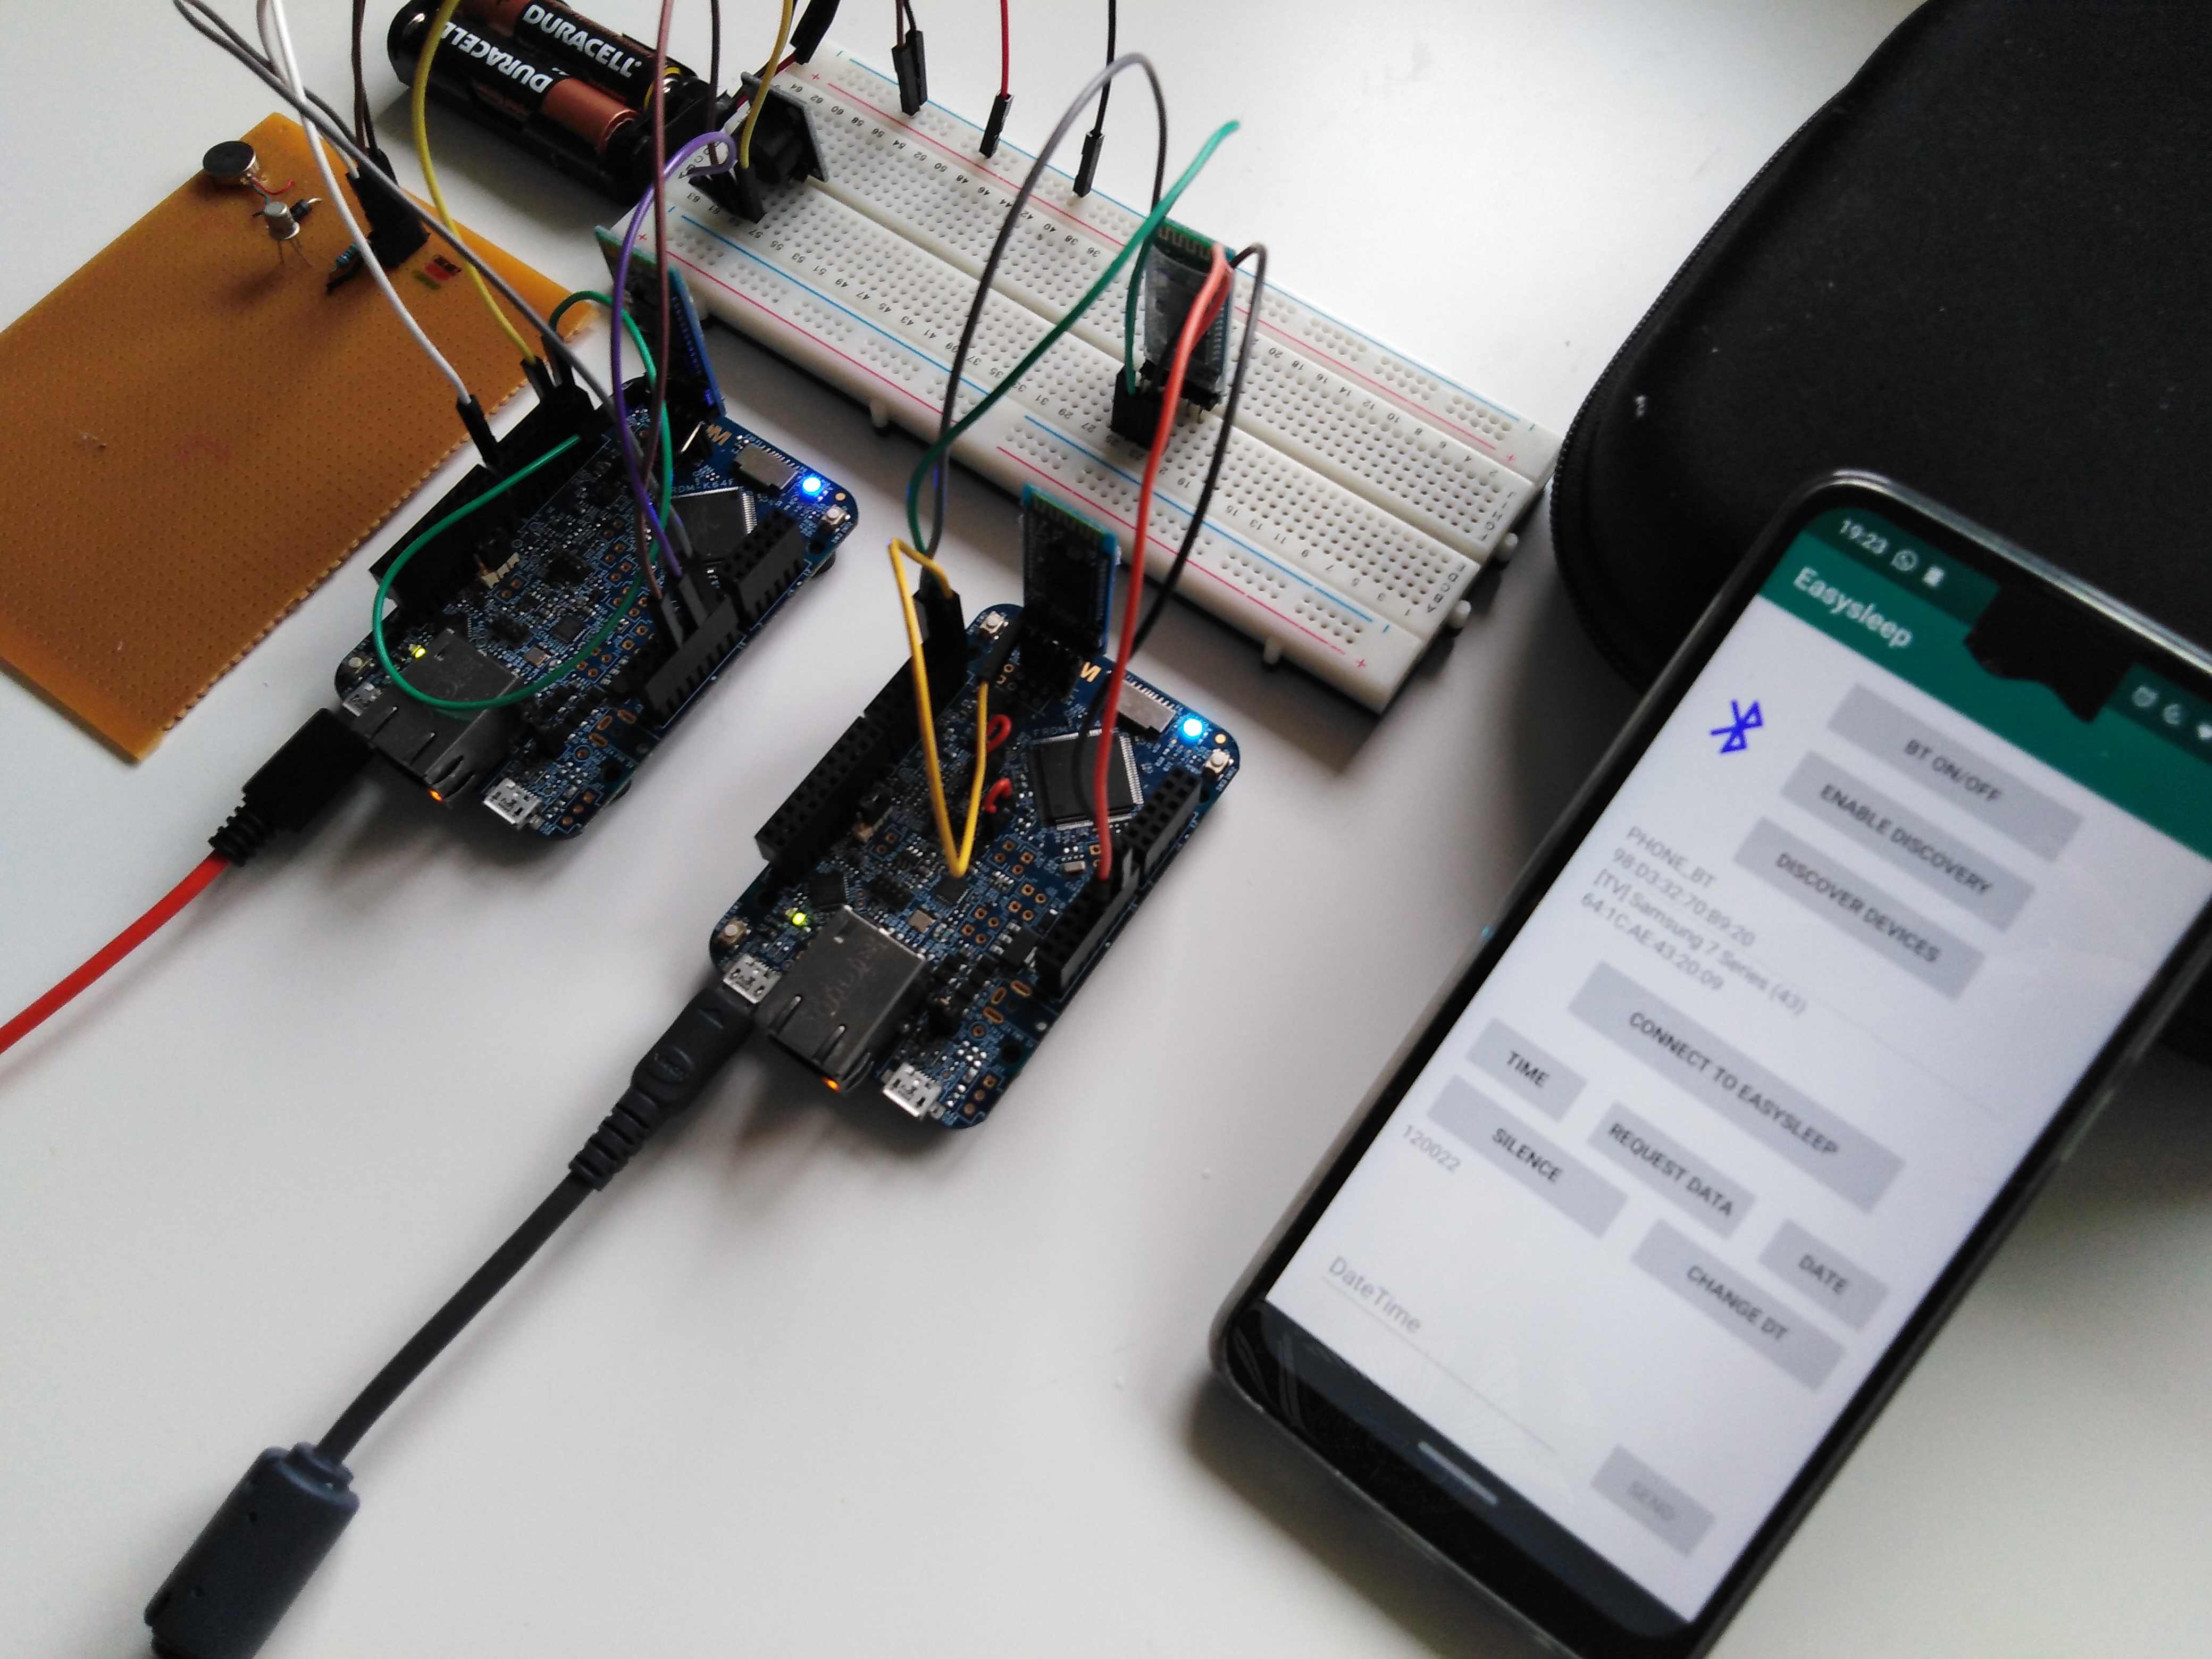 DURACELL
DURACELL
FRDM-K64F
FRDM
19:23
Easysleep
BT ON/OFF
ENABLE DISCOVERY
DISCOVER DEVICES
PHONE_BT
98:D3:32:70:B9:20
[TV] Samsung 7 Series (43)
64:1C:AE:43:20:09
CONNECT TO EASYSLEEP
TIME
REQUEST DATA
DATE
SILENCE
CHANGE DT
120022
DateTime
SEND